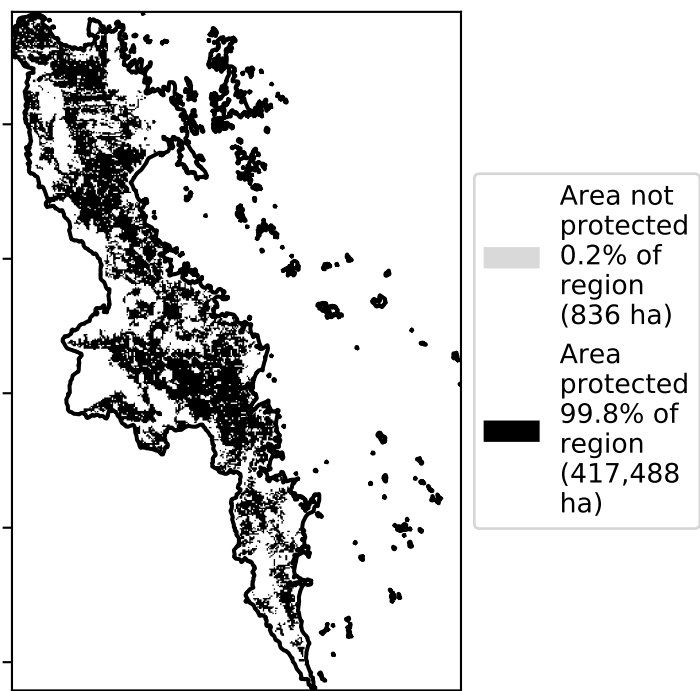 Area not
protected
0.2% of
region
(836 ha)
Area
protected
99.8% of
region
(417,488
ha)